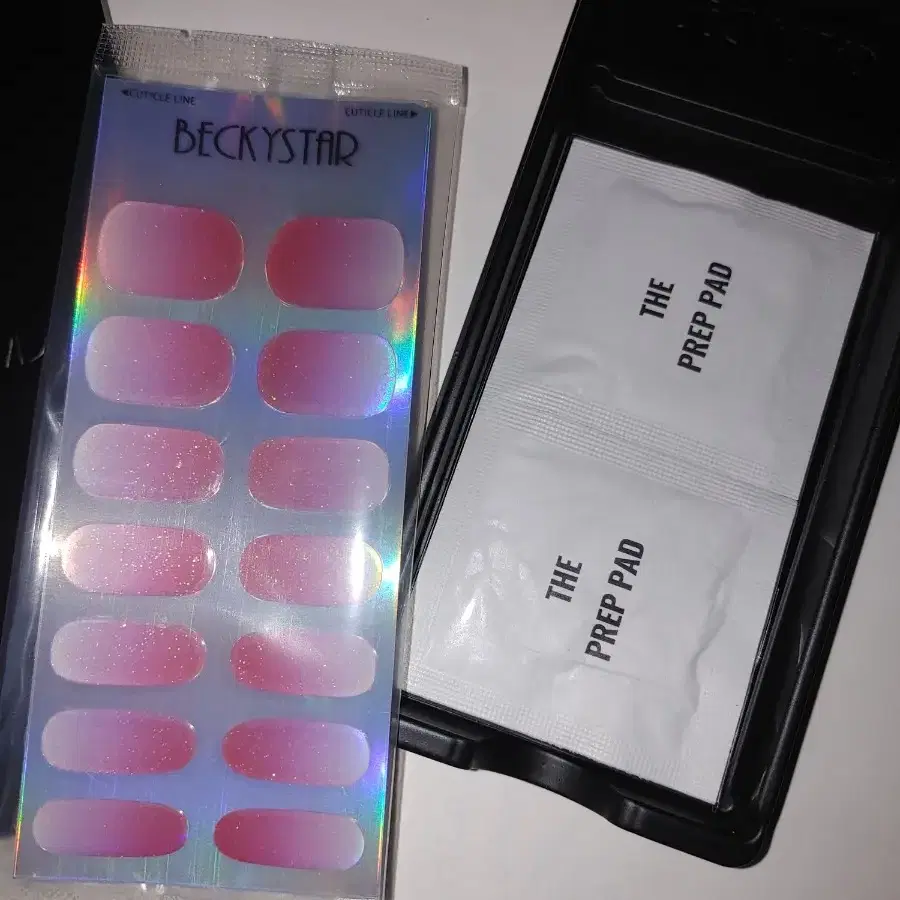 ◀CUTICLE LINE
CUTICLE LINE▶
BECKYSTAR
THE
PREP PAD
THE
PREP PAD